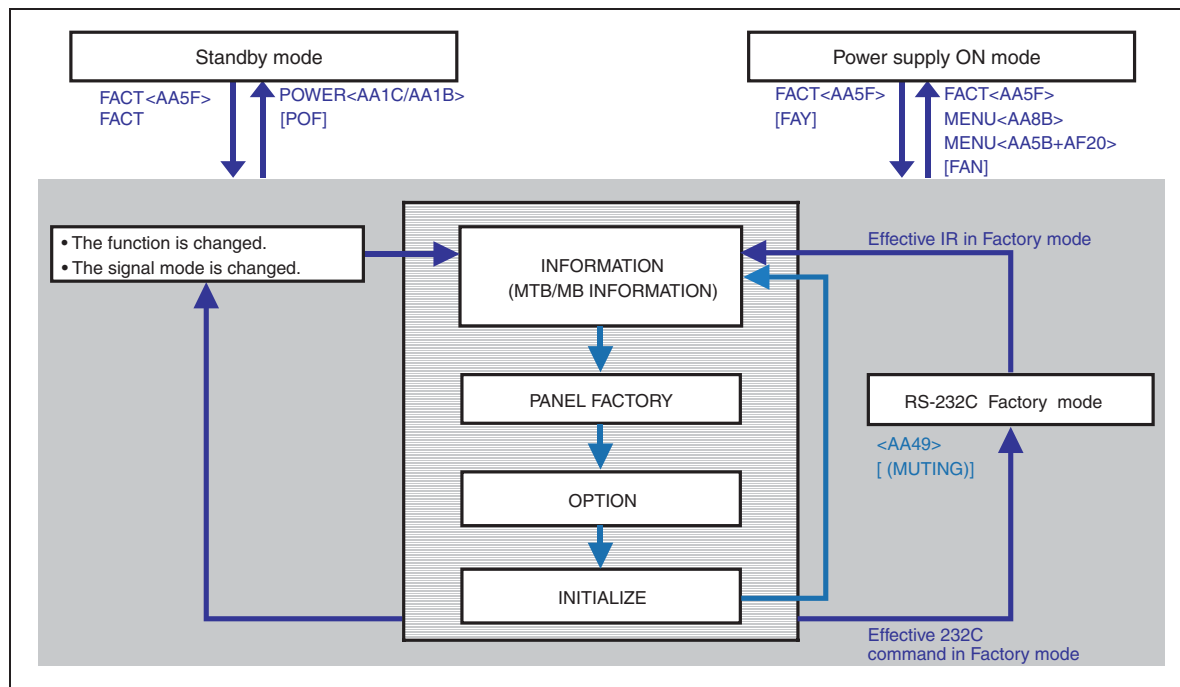 Standby mode
Power supply ON mode
FACT<AA5F>
FACT
POWER<AA1C/AA1B>
[POF]
FACT<AA5F>
[FAY]
FACT<AA5F>
MENU<AA8B>
MENU<AA5B+AF20>
[FAN]
• The function is changed.
• The signal mode is changed.
INFORMATION
(MTB/MB INFORMATION)
Effective IR in Factory mode
PANEL FACTORY
RS-232C Factory mode
<AA49>
[ (MUTING)]
OPTION
INITIALIZE
Effective 232C
command in Factory mode